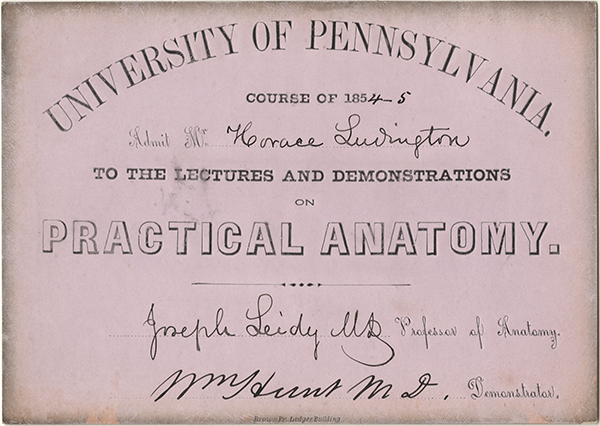 UNIVERSITY OF PENNSYLVANIA.
COURSE OF 1854-5
Admit Mr. Horace Ludington
TO THE LECTURES AND DEMONSTRATIONS
ON
PRACTICAL ANATOMY.
Joseph Leidy MD Professor of Anatomy.
Wm Hunt M.D. Demonstrator.
Brown Pr. Ledger Building